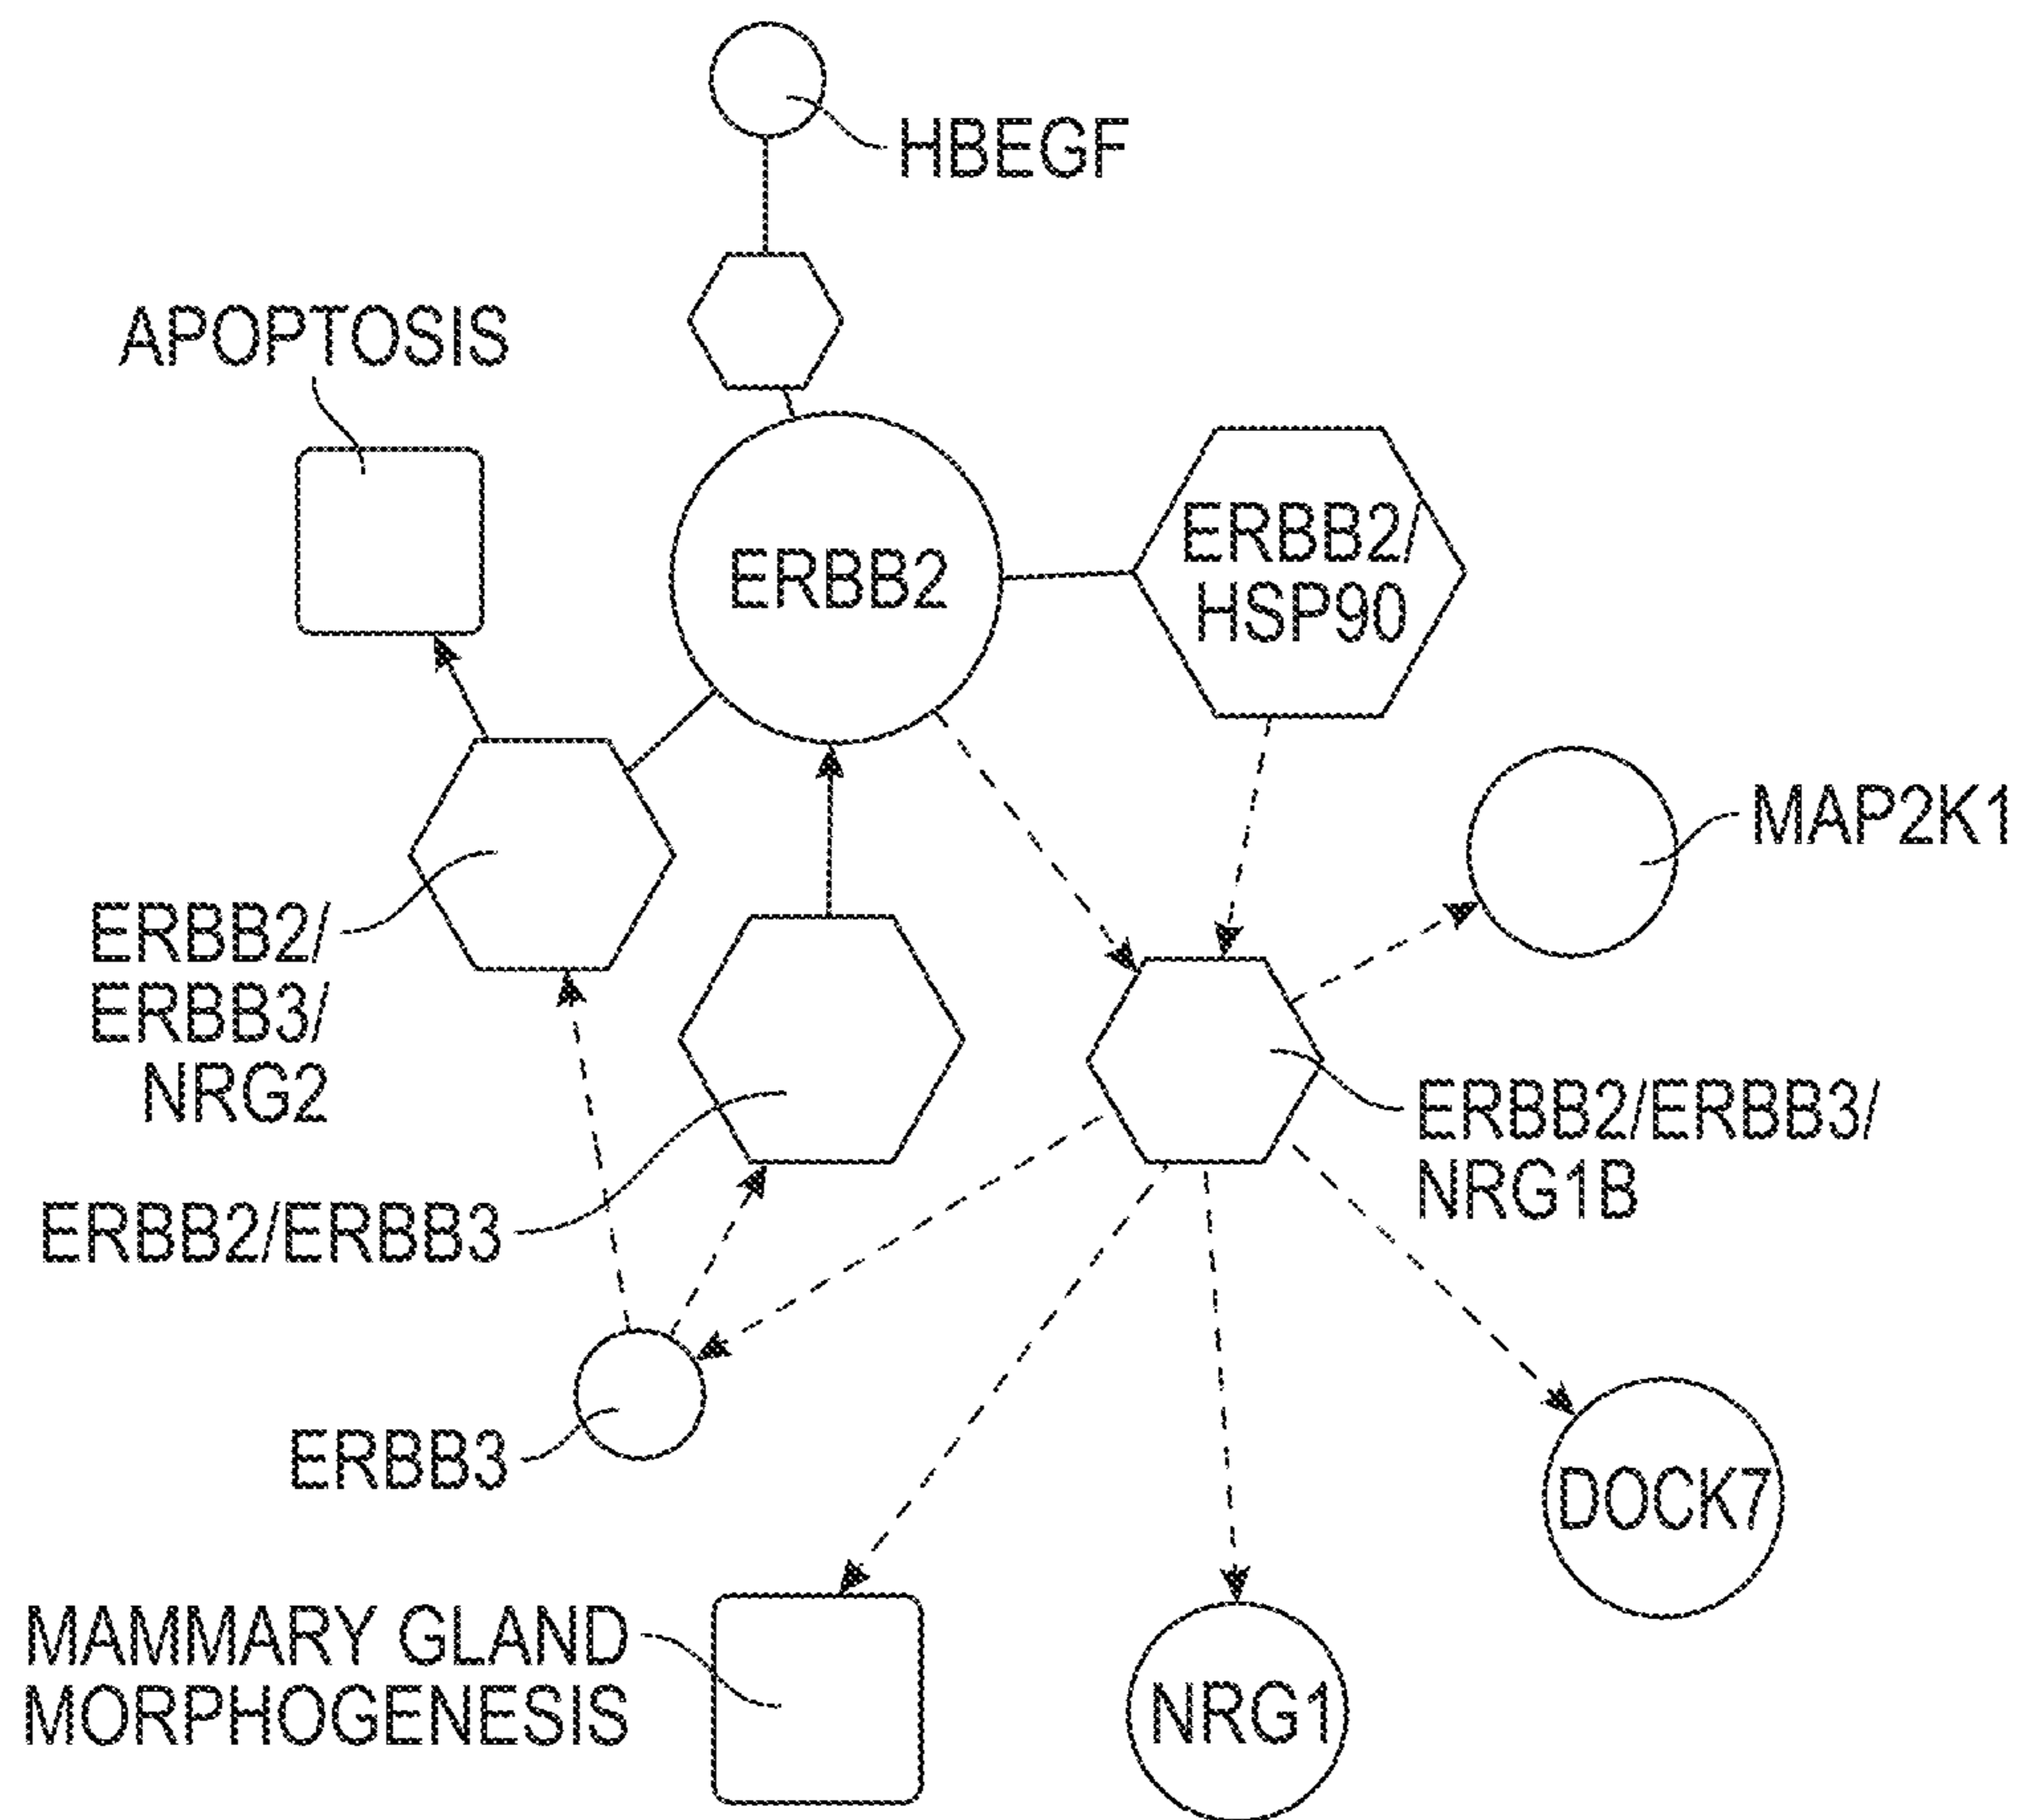 HBEGF
APOPTOSIS
ERBB2
ERBB2/
HSP90
MAP2K1
ERBB2/
ERBB3/
NRG2
ERBB2/ERBB3/
NRG1B
ERBB2/ERBB3
ERBB3
DOCK7
MAMMARY GLAND
MORPHOGENESIS
NRG1